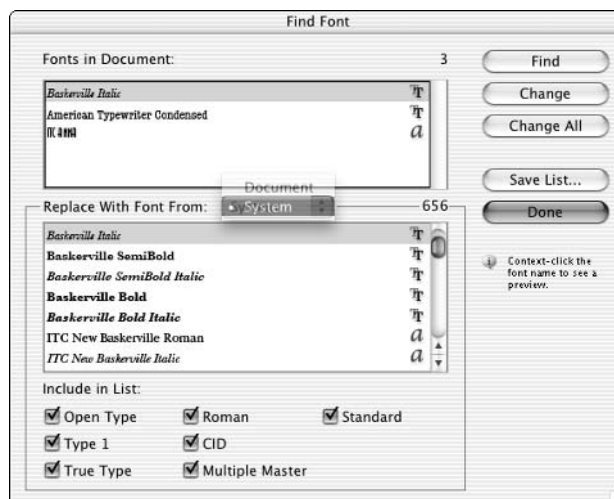 Find Font
Fonts in Document: 3
Baskerville Italic
American Typewriter Condensed
ITC ANNA
Find
Change
Change All
Save List...
Done
Context-click the
font name to see a
preview.
Document
Replace With Font From: System 656
Baskerville Italic
Baskerville SemiBold
Baskerville SemiBold Italic
Baskerville Bold
Baskerville Bold Italic
ITC New Baskerville Roman
ITC New Baskerville Italic
Include in List:
Open Type Roman Standard
Type 1 CID
True Type Multiple Master